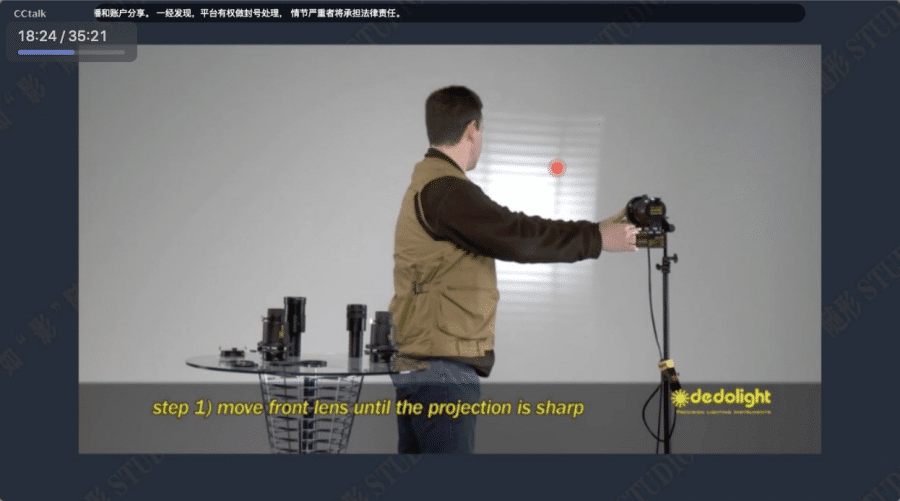 CCtalk
播和账户分享。一经发现，平台有权做封号处理， 情节严重者将承担法律责任。
18:24 / 35:21
step 1) move front lens until the projection is sharp
dedolight
PRECISION LIGHTING INSTRUMENTS